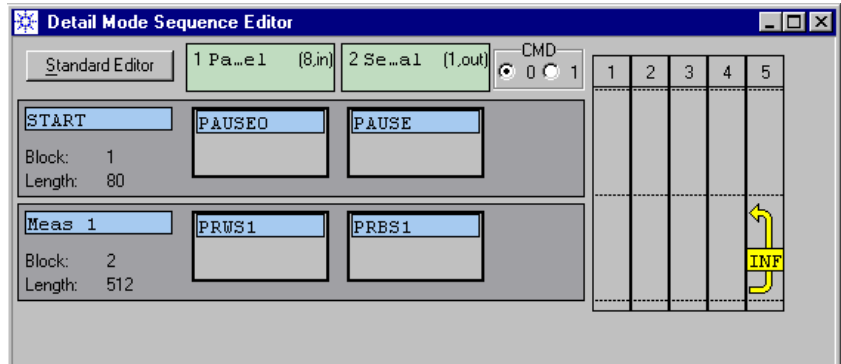 Detail Mode Sequence Editor
Standard Editor
1 Pa…el (8,in)
2 Se…al (1,out)
CMD
0 1
1 2 3 4 5
START
PAUSE0
PAUSE
Block: 1
Length: 80
Meas 1
PRWS1
PRBS1
Block: 2
Length: 512
INF